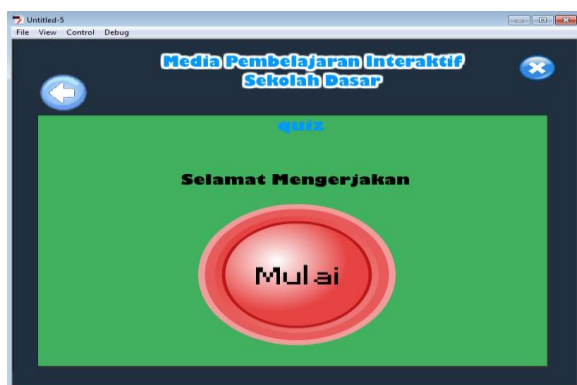 Untitled-5
File View Control Debug
Media Pembelajaran Interaktif
Sekolah Dasar
quiz
Selamat Mengerjakan
Mulai